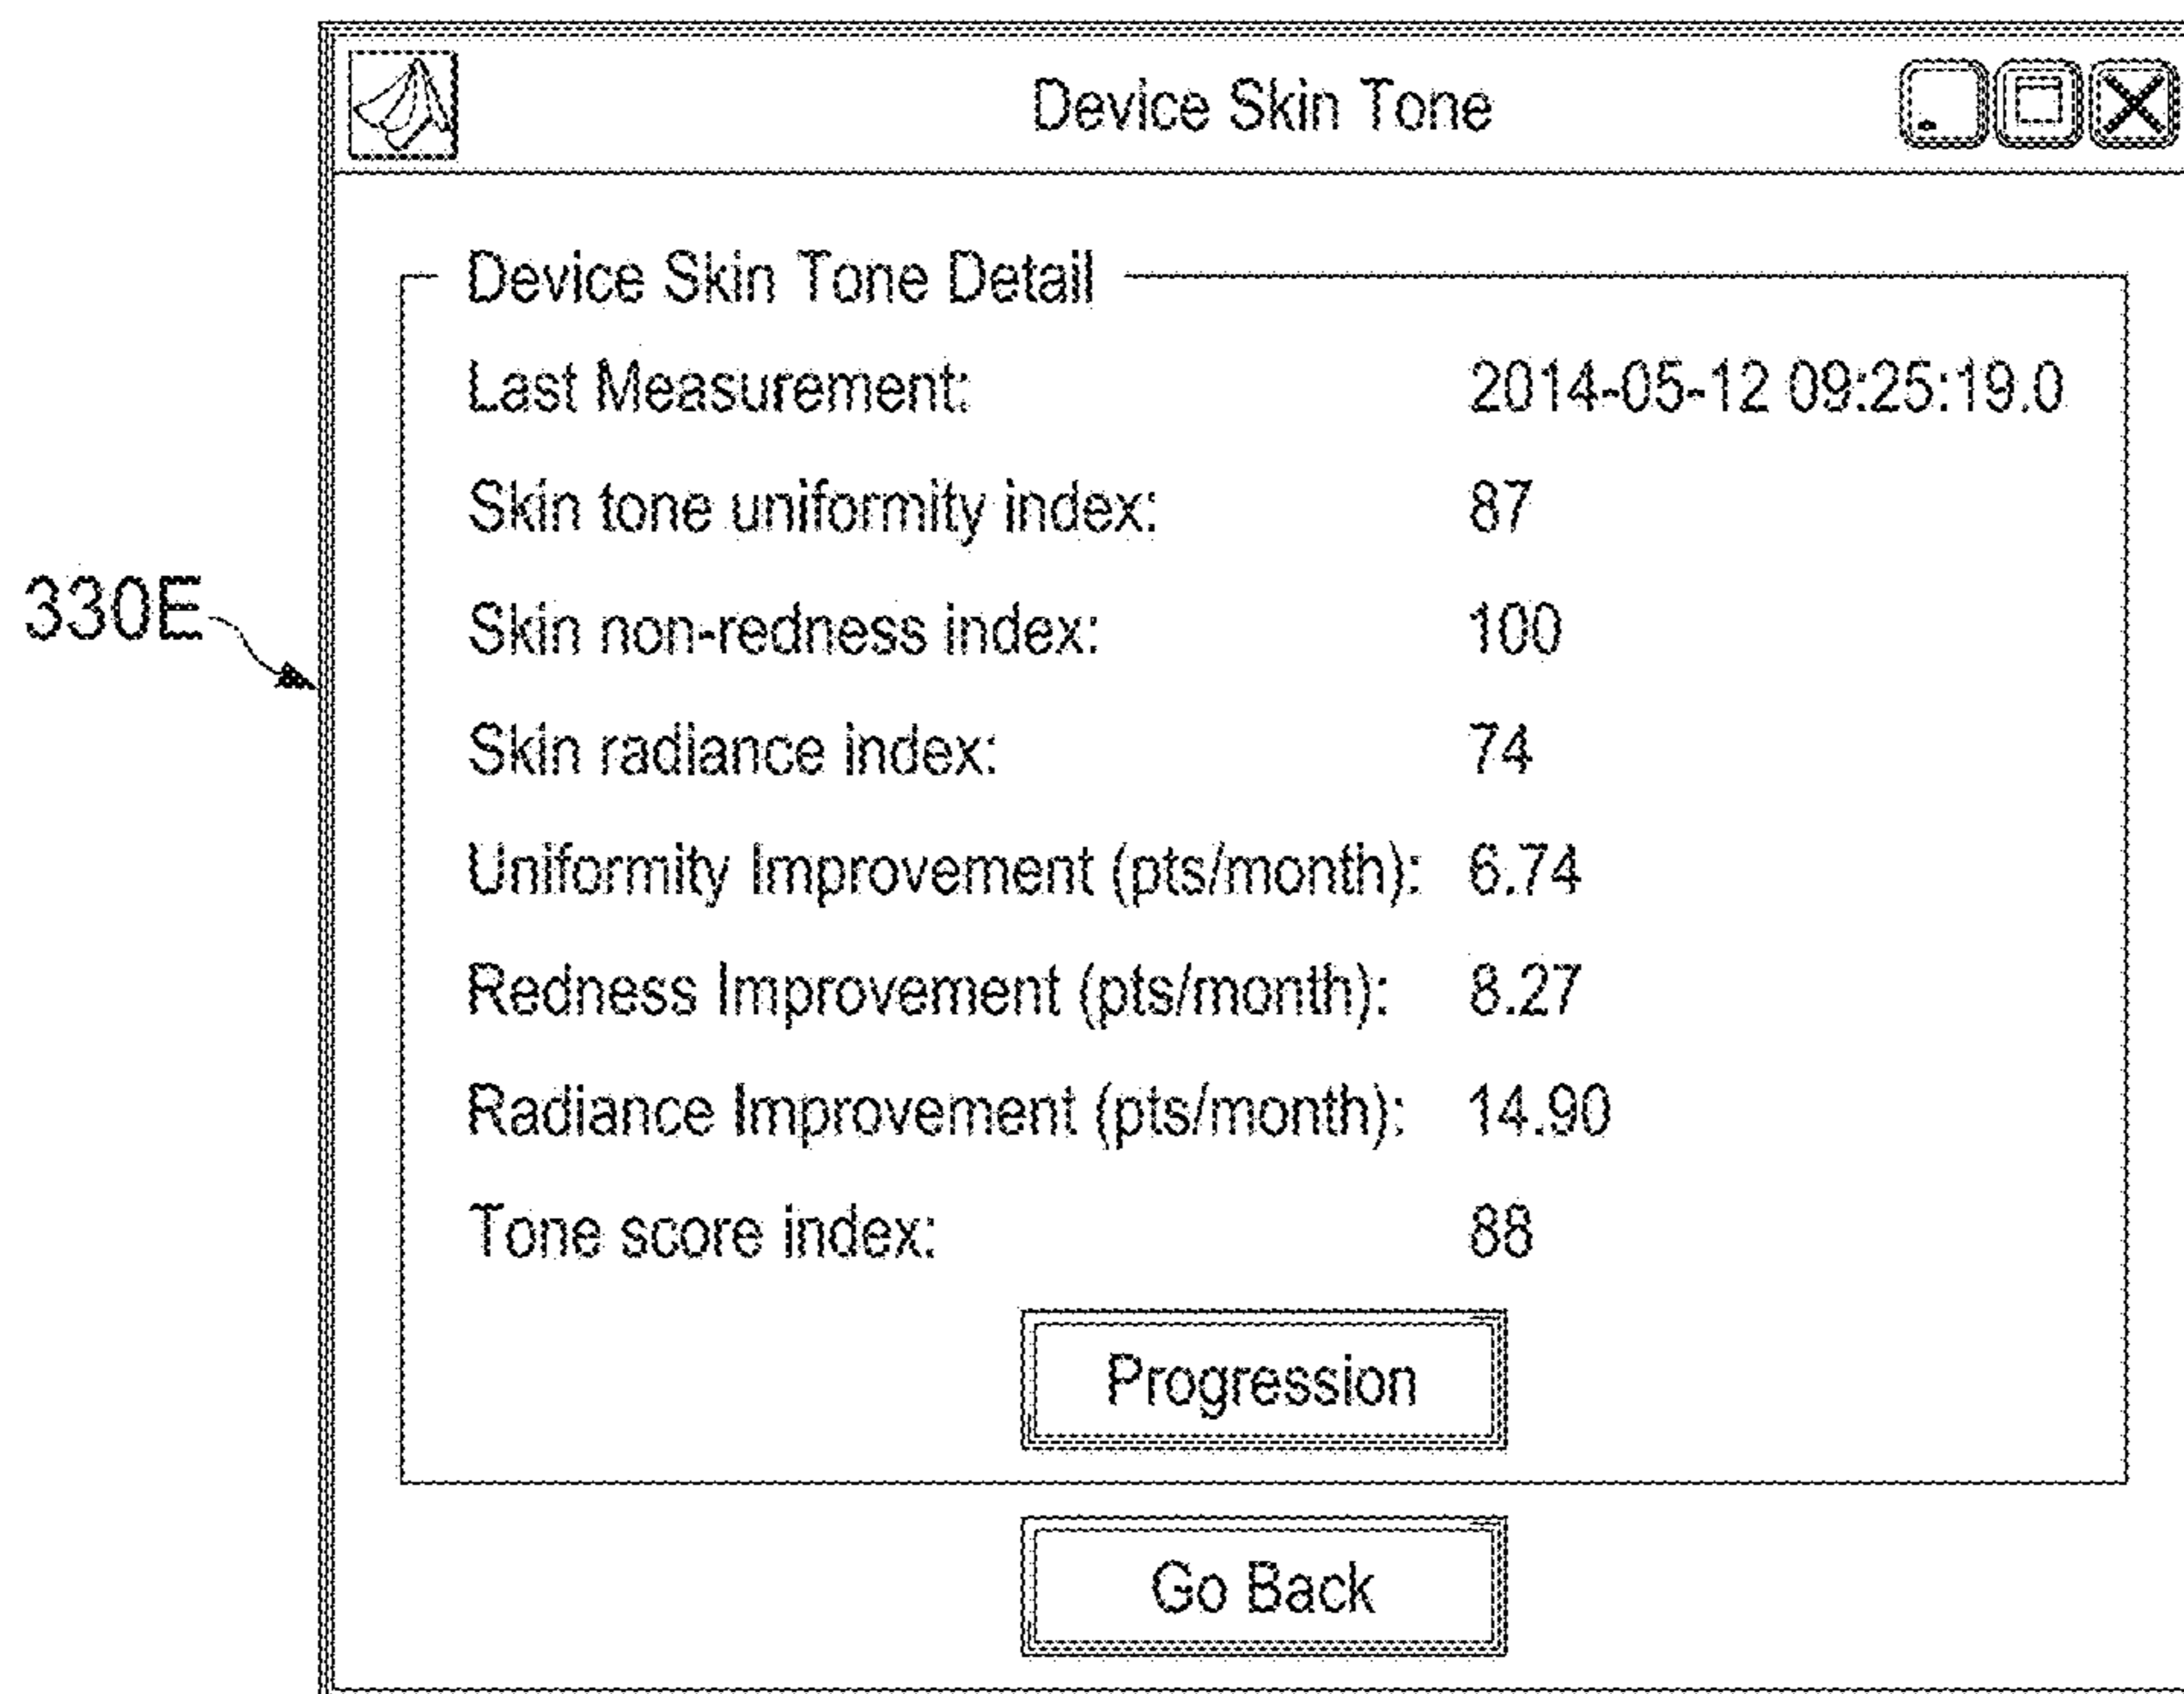 Device Skin Tone
Device Skin Tone Detail
Last Measurement: 2014-05-12 09:25:19.0
Skin tone uniformity index: 87
330E
Skin non-redness index: 100
Skin radiance index: 74
Uniformity Improvement (pts/month): 6.74
Redness Improvement (pts/month): 8.27
Radiance Improvement (pts/month): 14.90
Tone score index: 88
Progression
Go Back